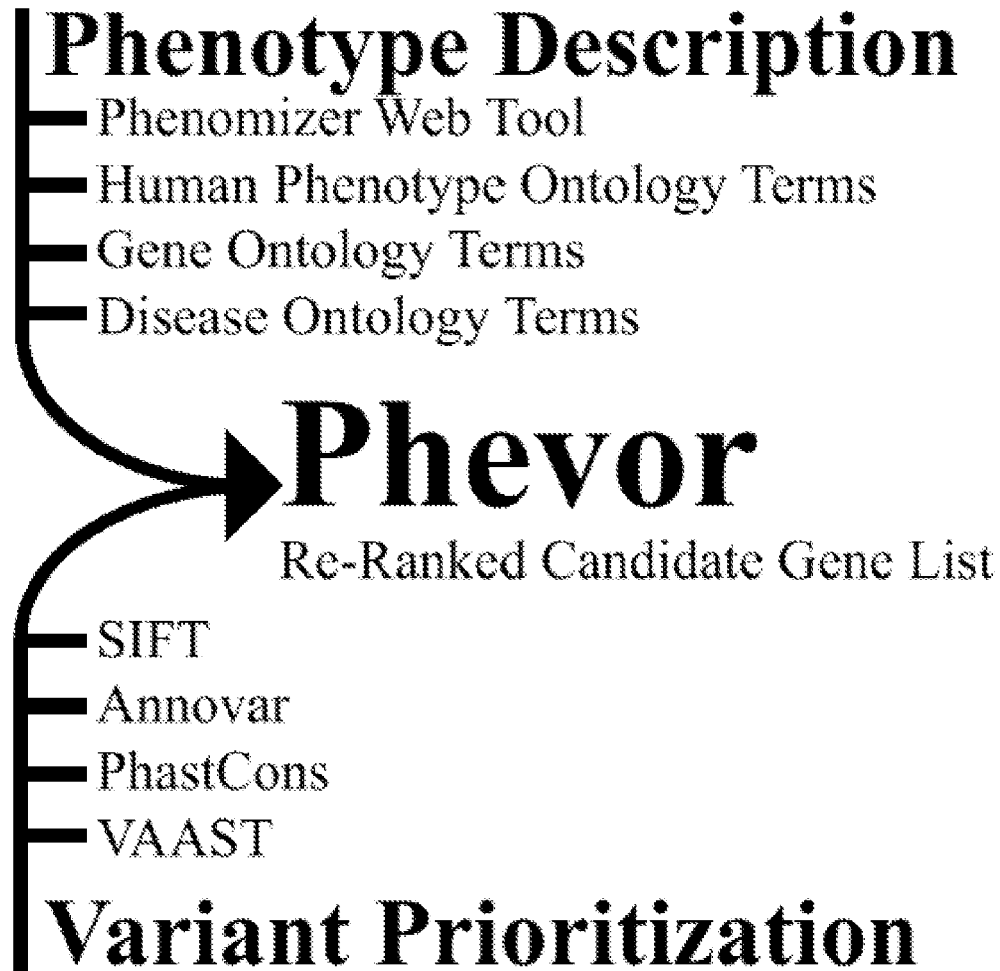 Phenotype Description
Phenomizer Web Tool
Human Phenotype Ontology Terms
Gene Ontology Terms
Disease Ontology Terms
Phevor
Re-Ranked Candidate Gene List
SIFT
Annovar
PhastCons
VAAST
Variant Prioritization